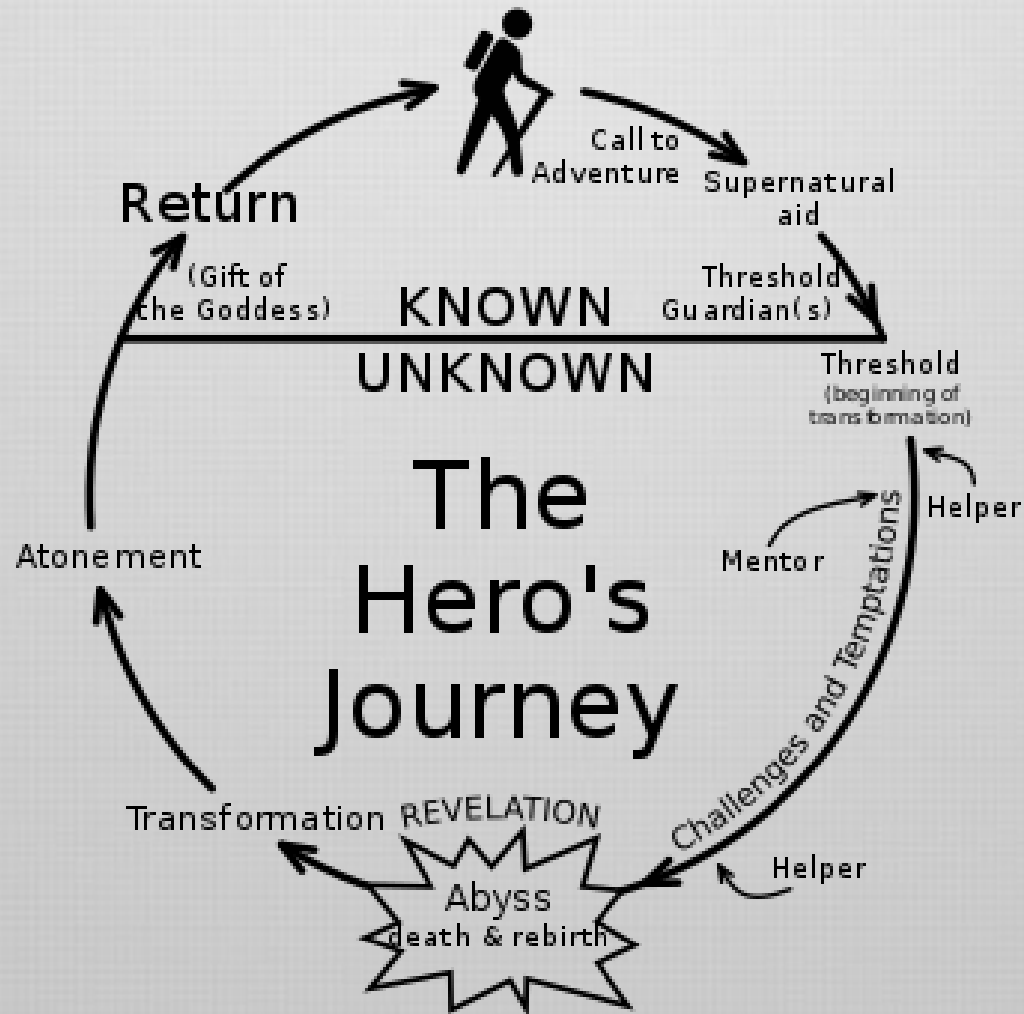 Call to
Adventure
Supernatural
aid
Return
(Gift of
the Goddess)
KNOWN
Threshold
Guardian(s)
UNKNOWN
Threshold
(beginning of
transformation)
The
Hero's
Journey
Helper
Mentor
Challenges and Temptations
Atonement
Transformation
REVELATION
Helper
Abyss
death & rebirth